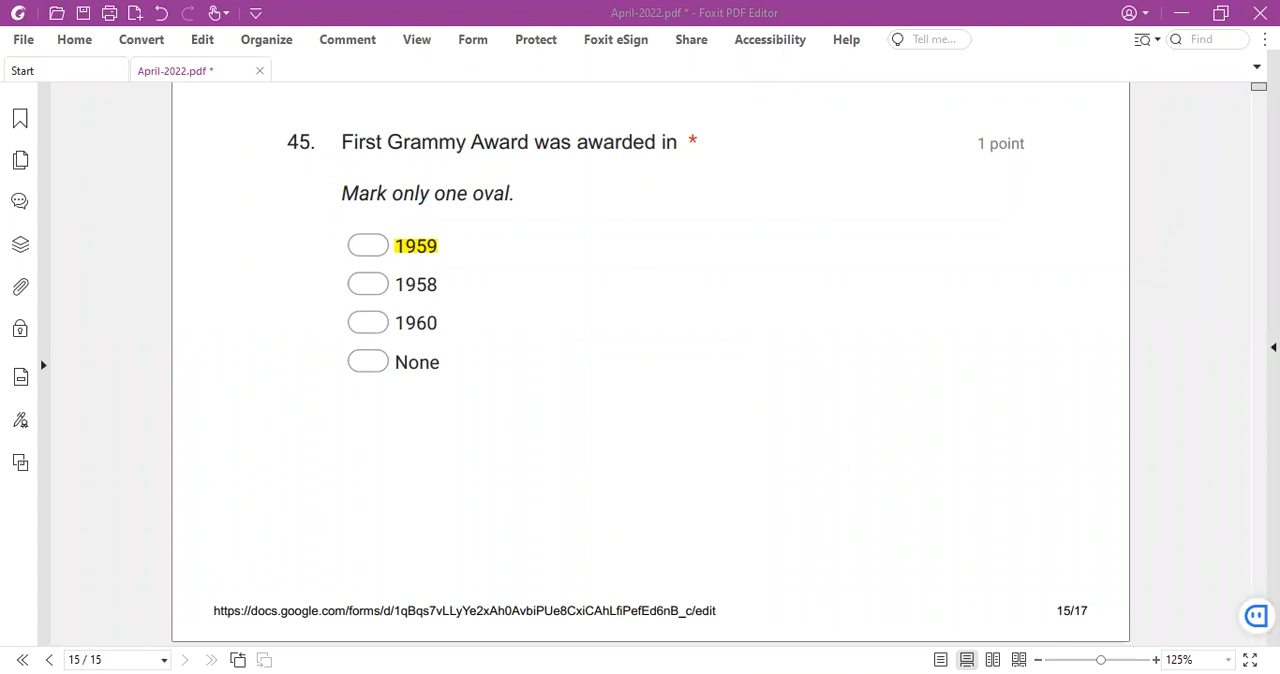 April-2022.pdf * - Foxit PDF Editor
File Home Convert Edit Organize Comment View Form Protect Foxit eSign Share Accessibility Help Tell me... Find
Start April-2022.pdf *
45. First Grammy Award was awarded in * 1 point
Mark only one oval.
1959
1958
1960
None
https://docs.google.com/forms/d/1qBqs7vLLyYe2xAh0AvbiPUe8CxiCAhLfiPefEd6nB_c/edit 15/17
15 / 15 125%